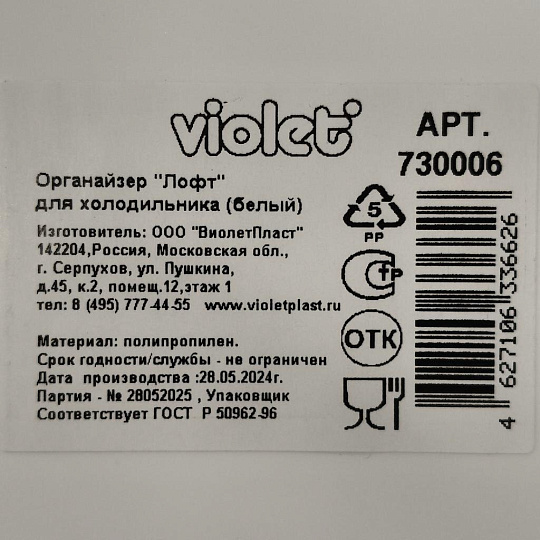 violet
АРТ.
730006
Органайзер "Лофт"
для холодильника (белый)
Изготовитель: ООО "ВиолетПласт"
142204,Россия, Московская обл.,
г. Серпухов, ул. Пушкина,
д.45, к.2, помещ.12,этаж 1
тел: 8 (495) 777-44-55 www.violetplast.ru
Материал: полипропилен.
Срок годности/службы - не ограничен
Дата производства :28.05.2024г.
Партия - № 28052025 , Упаковщик
Соответствует ГОСТ Р 50962-96
5
PP
СТР
ОТК
4 627106 336626